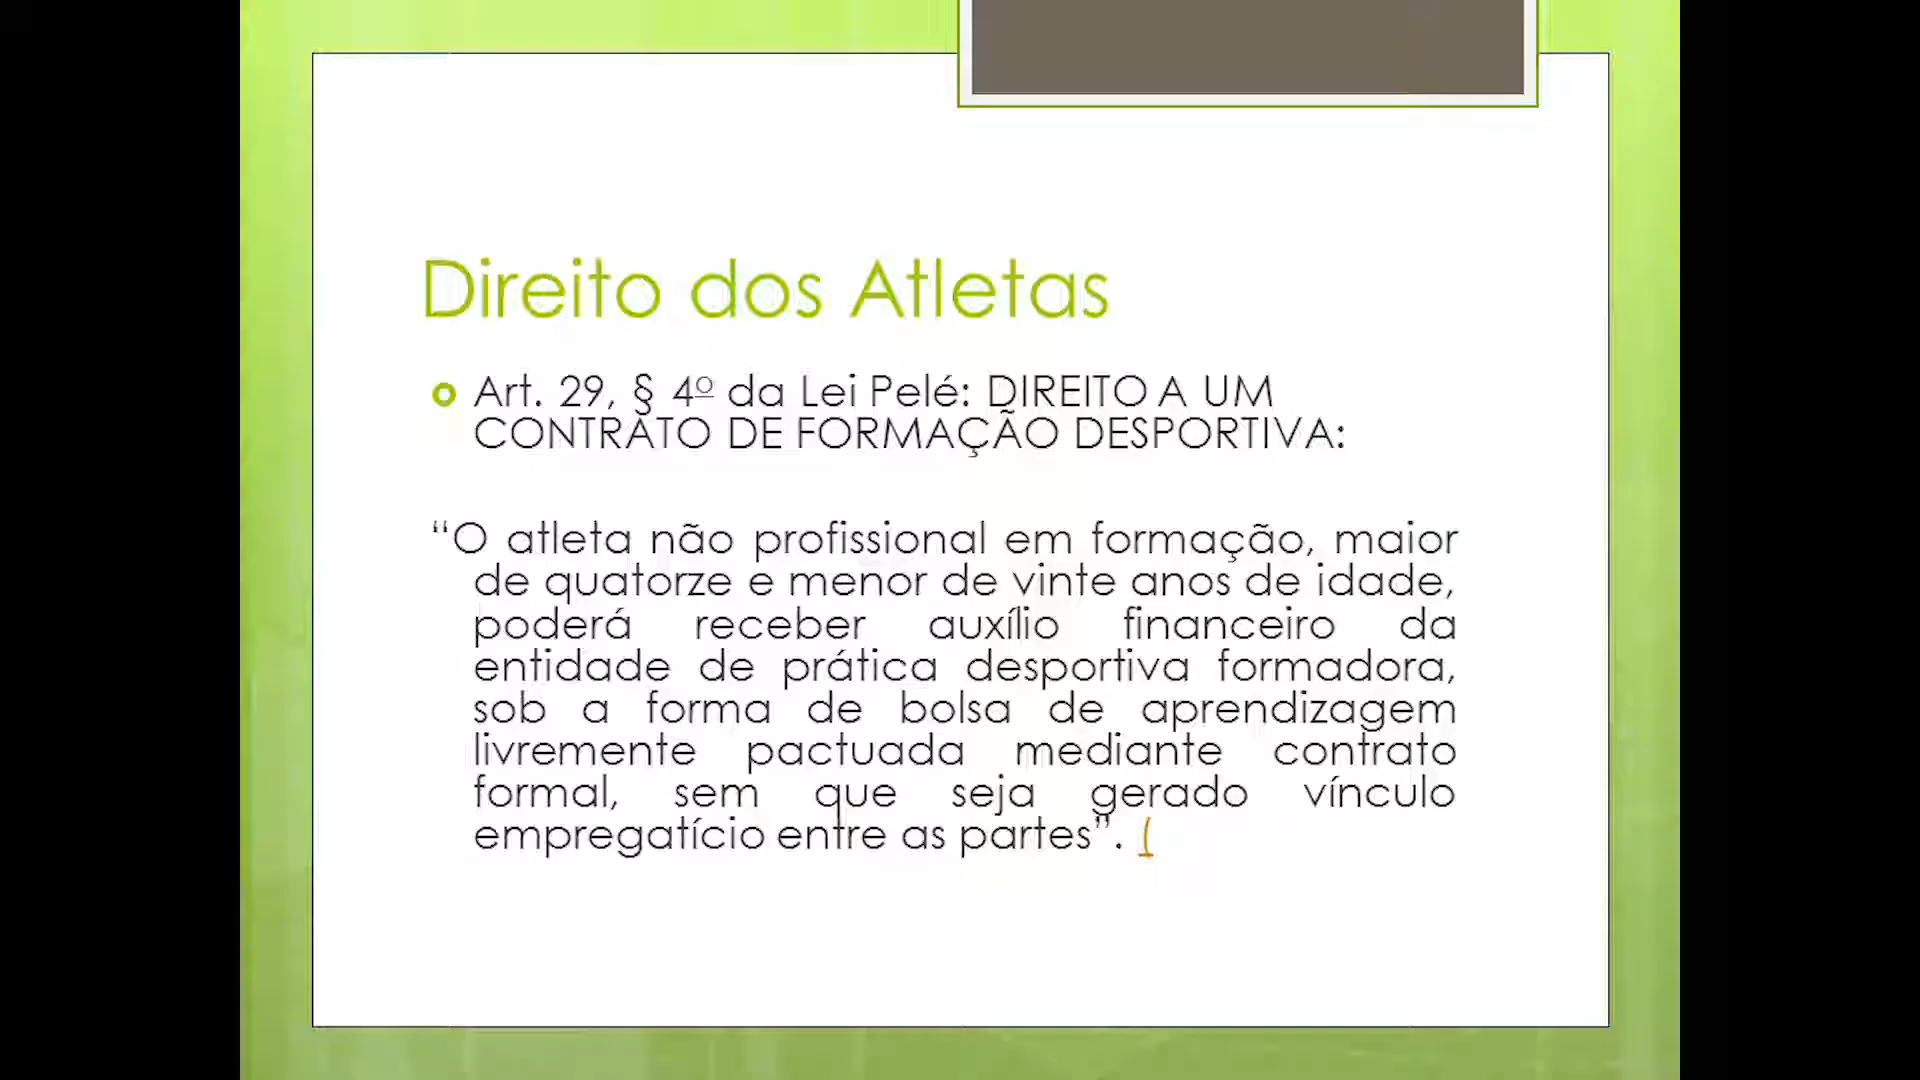 Direito dos Atletas
Art. 29, § 4º da Lei Pelé: DIREITO A UM
CONTRATO DE FORMAÇÃO DESPORTIVA:
“O atleta não profissional em formação, maior
de quatorze e menor de vinte anos de idade,
poderá receber auxílio financeiro da
entidade de prática desportiva formadora,
sob a forma de bolsa de aprendizagem
livremente pactuada mediante contrato
formal, sem que seja gerado vínculo
empregatício entre as partes”. (